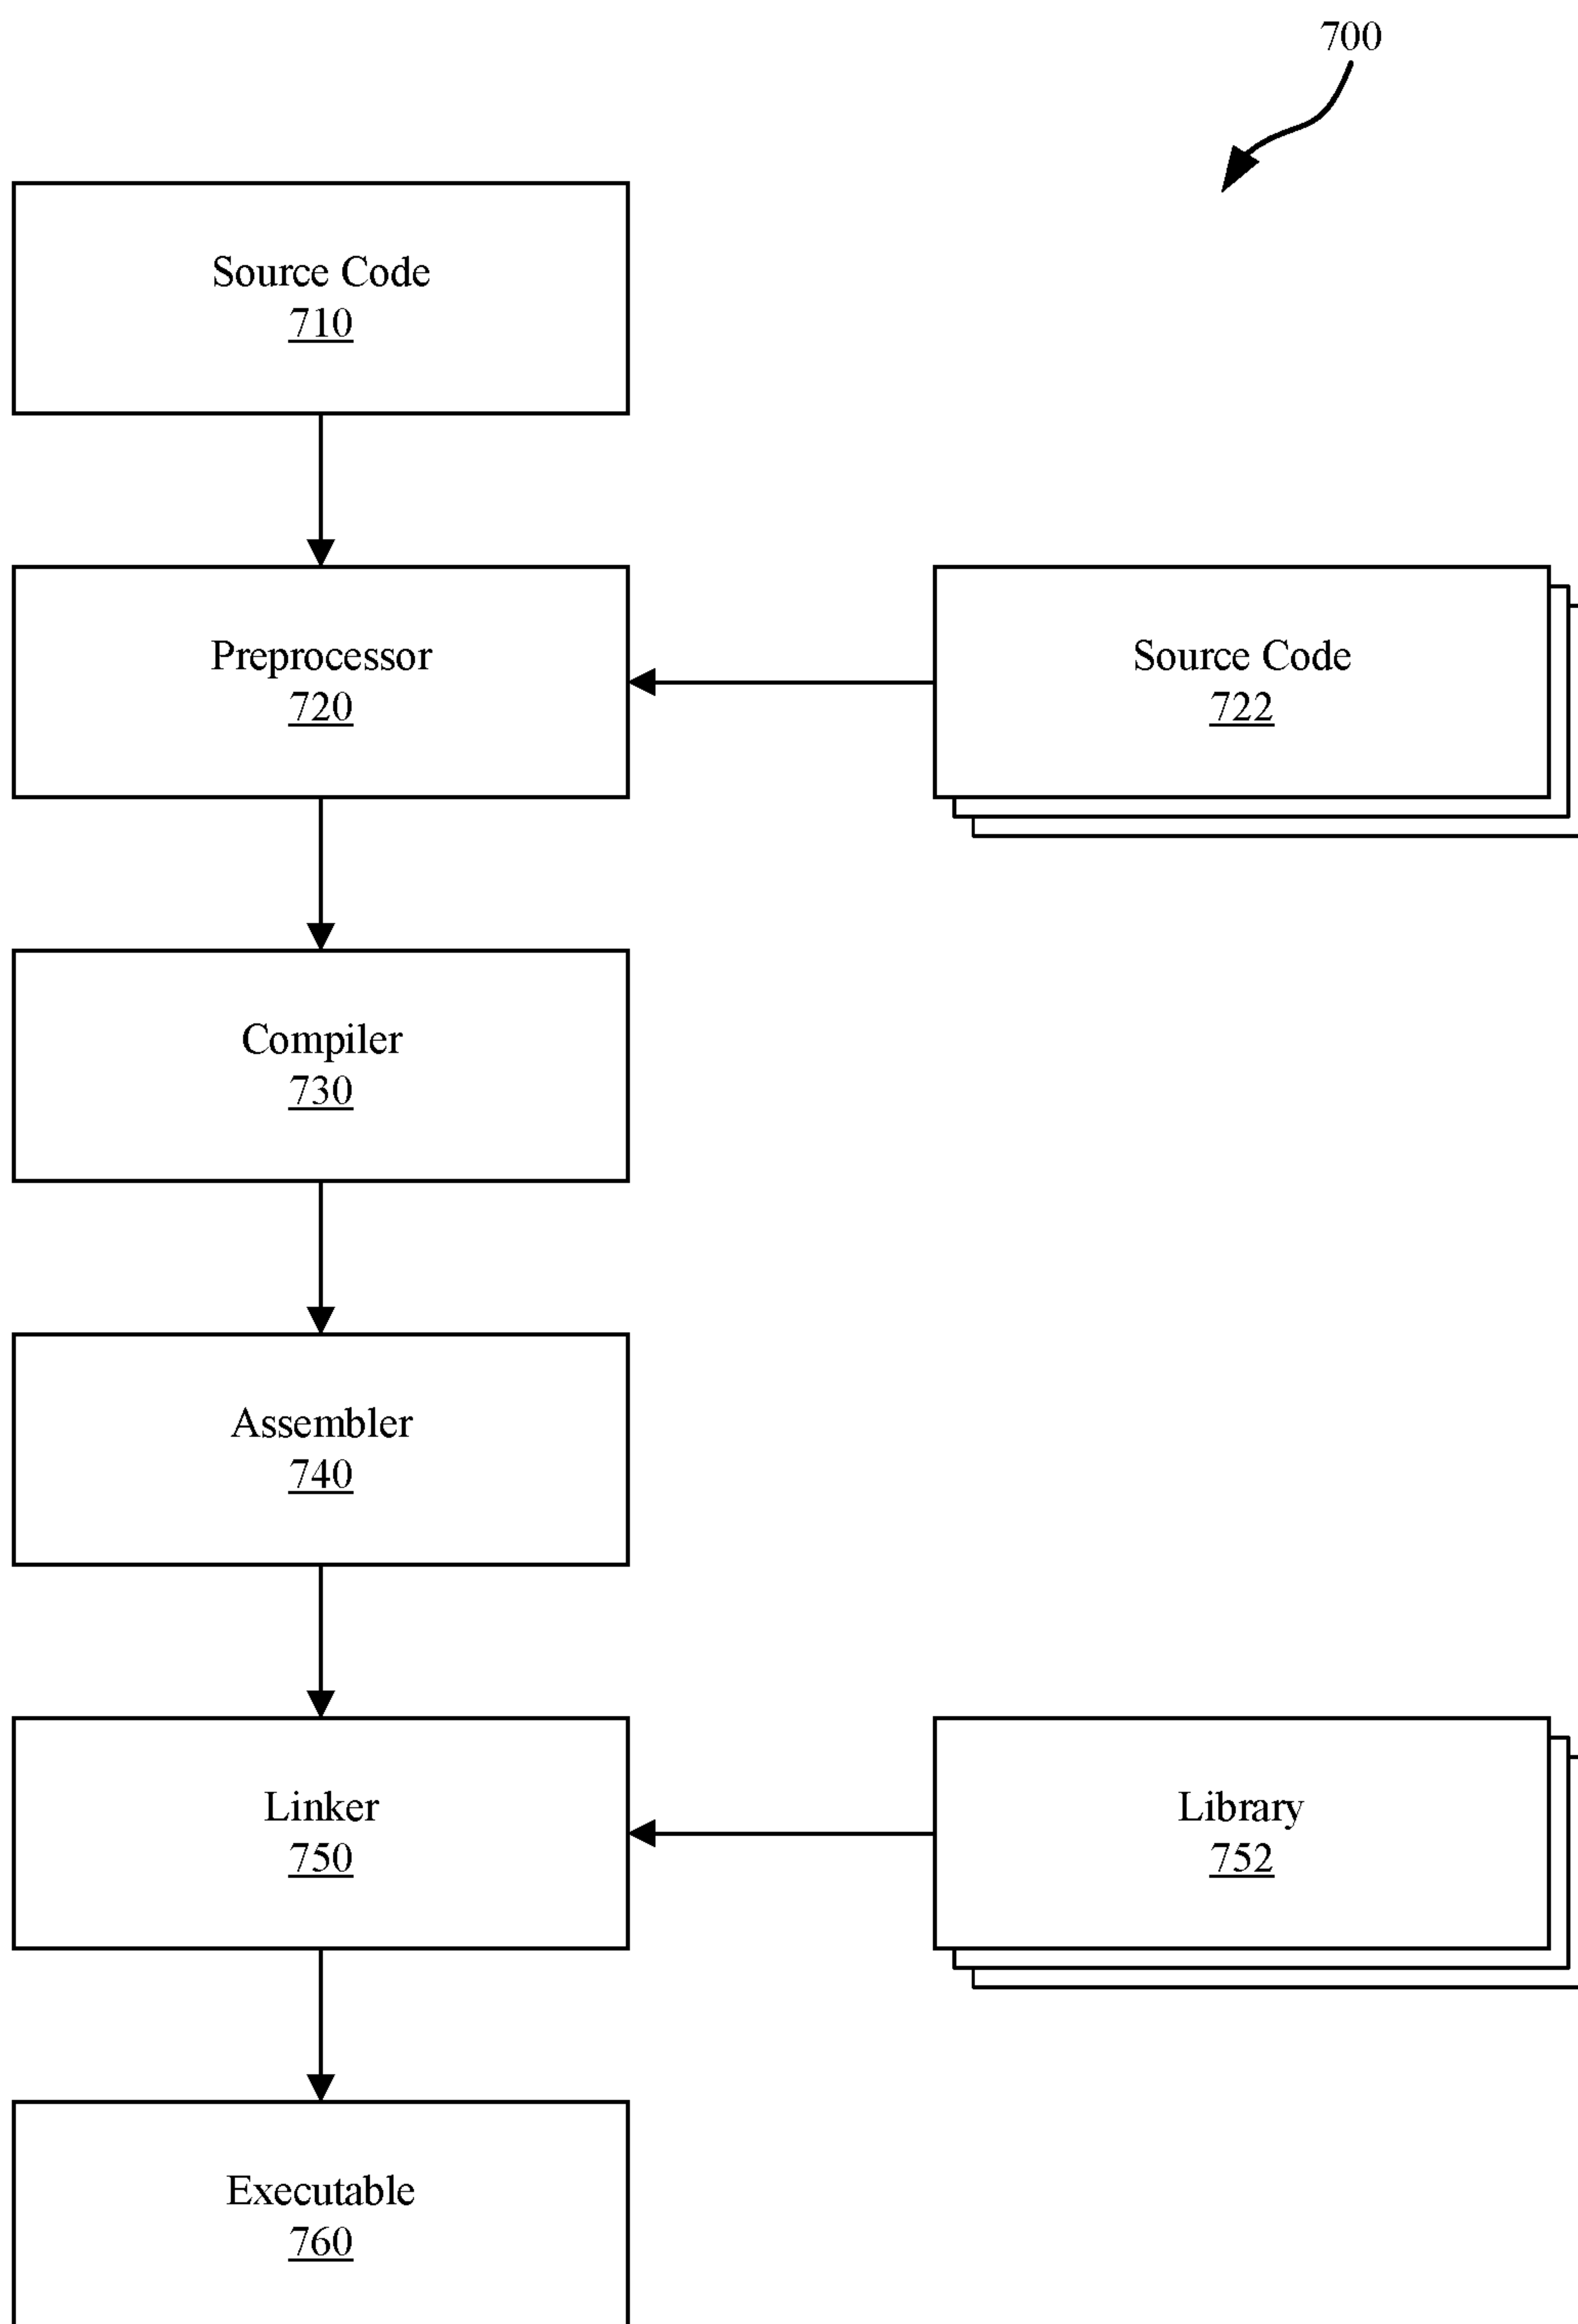 700
Source Code
710
Preprocessor
720
Source Code
722
Compiler
730
Assembler
740
Linker
750
Library
752
Executable
760